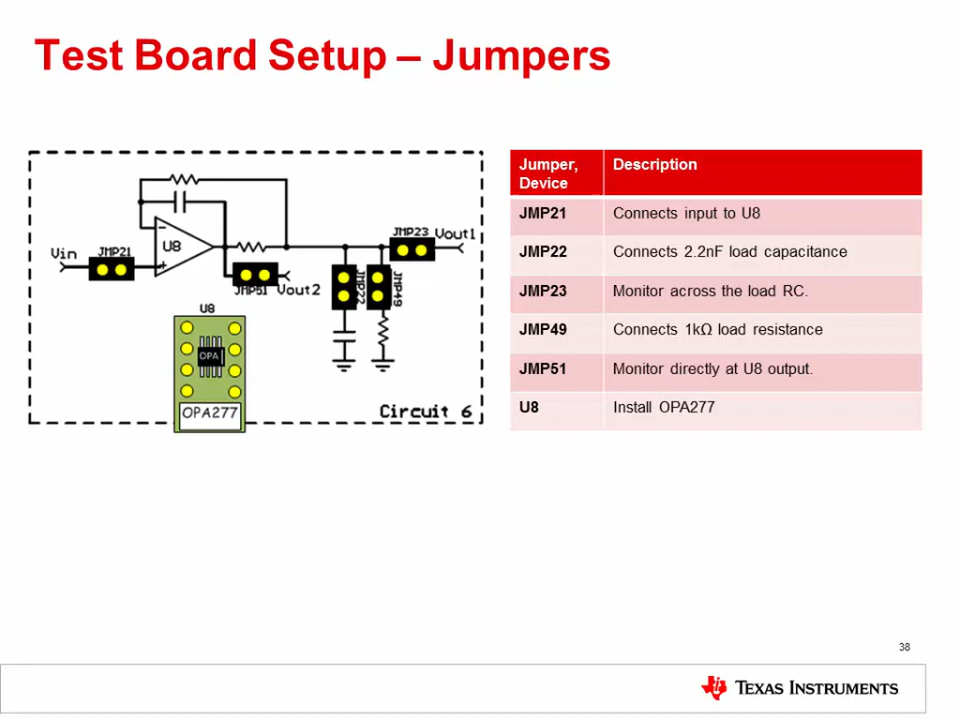 Test Board Setup – Jumpers
Vin
JMP21
-
+
U8
JMP51
Vout2
JMP22
JMP49
JMP23
Vout1
U8
OPA
OPA277
Circuit 6
Jumper, Device
Description
JMP21
Connects input to U8
JMP22
Connects 2.2nF load capacitance
JMP23
Monitor across the load RC.
JMP49
Connects 1kΩ load resistance
JMP51
Monitor directly at U8 output.
U8
Install OPA277
38
TEXAS INSTRUMENTS